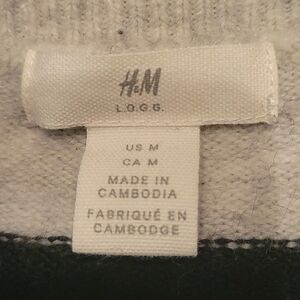 H&M
L.O.G.G.
US M
CA M
MADE IN
CAMBODIA
FABRIQUÉ EN
CAMBODGE